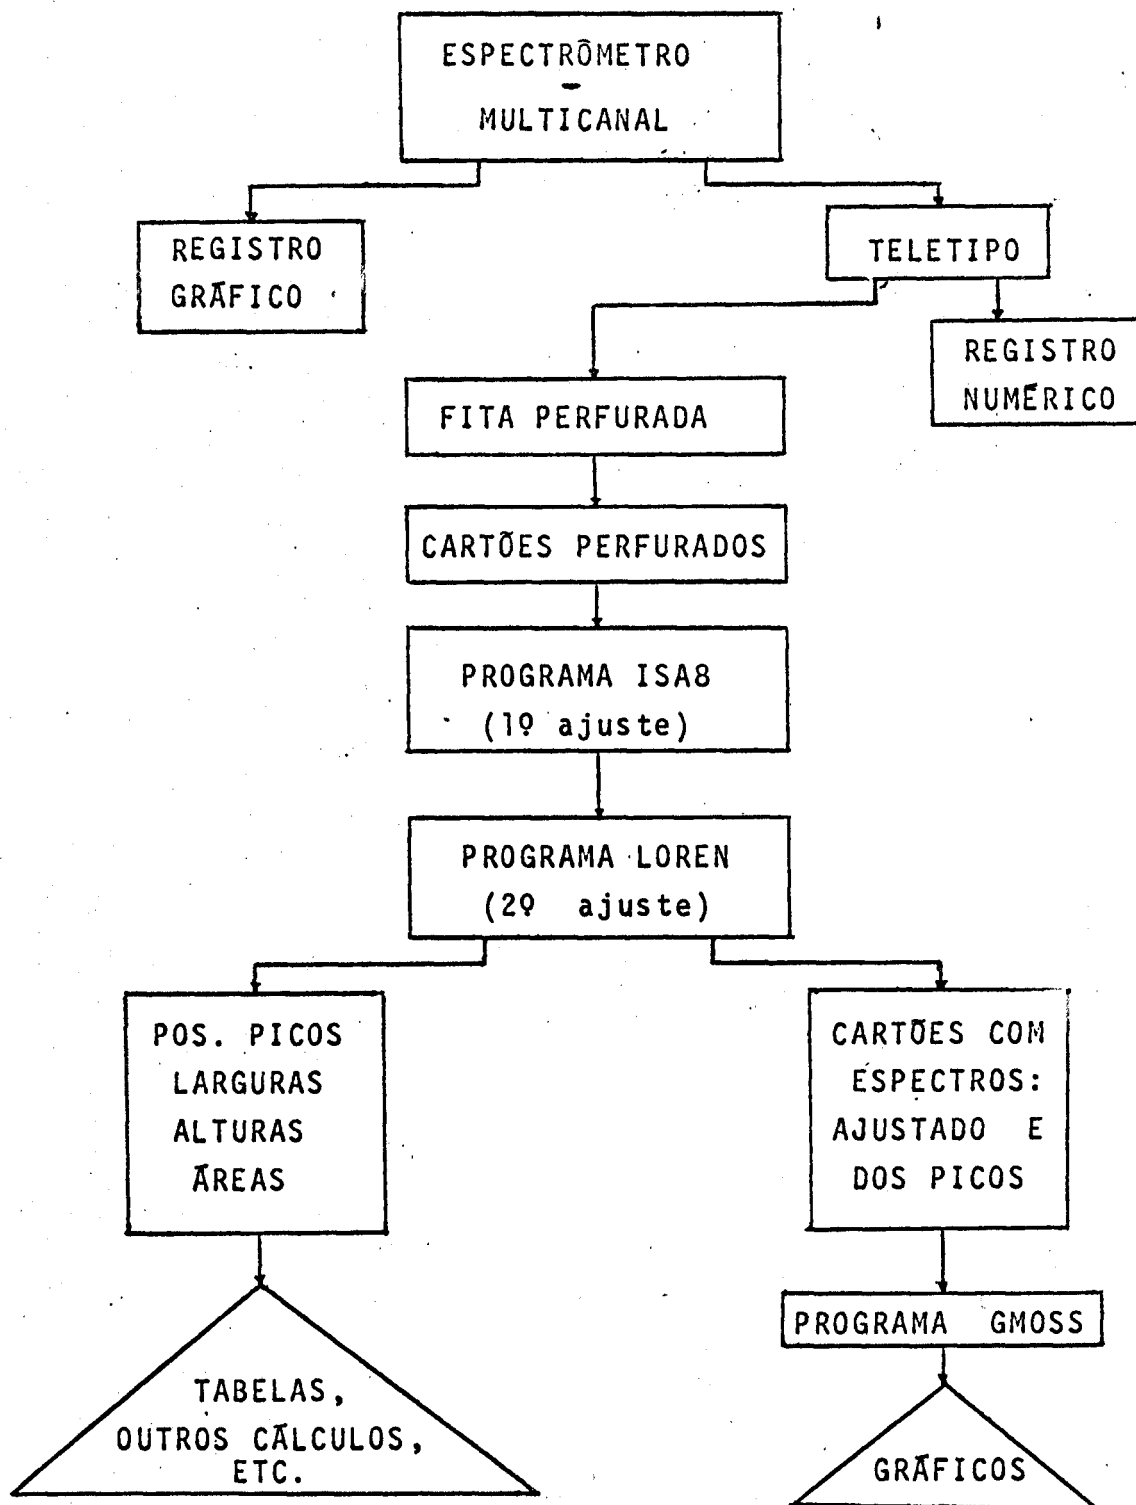 ESPECTRÔMETRO
-
MULTICANAL
REGISTRO
GRÁFICO
TELETIPO
REGISTRO
NUMÉRICO
FITA PERFURADA
CARTÕES PERFURADOS
PROGRAMA ISA8
(1º ajuste)
PROGRAMA LOREN
(2º ajuste)
POS. PICOS
LARGURAS
ALTURAS
ÁREAS
CARTÕES COM
ESPECTROS:
AJUSTADO E
DOS PICOS
PROGRAMA GMOSS
TABELAS,
OUTROS CÁLCULOS,
ETC.
GRÁFICOS